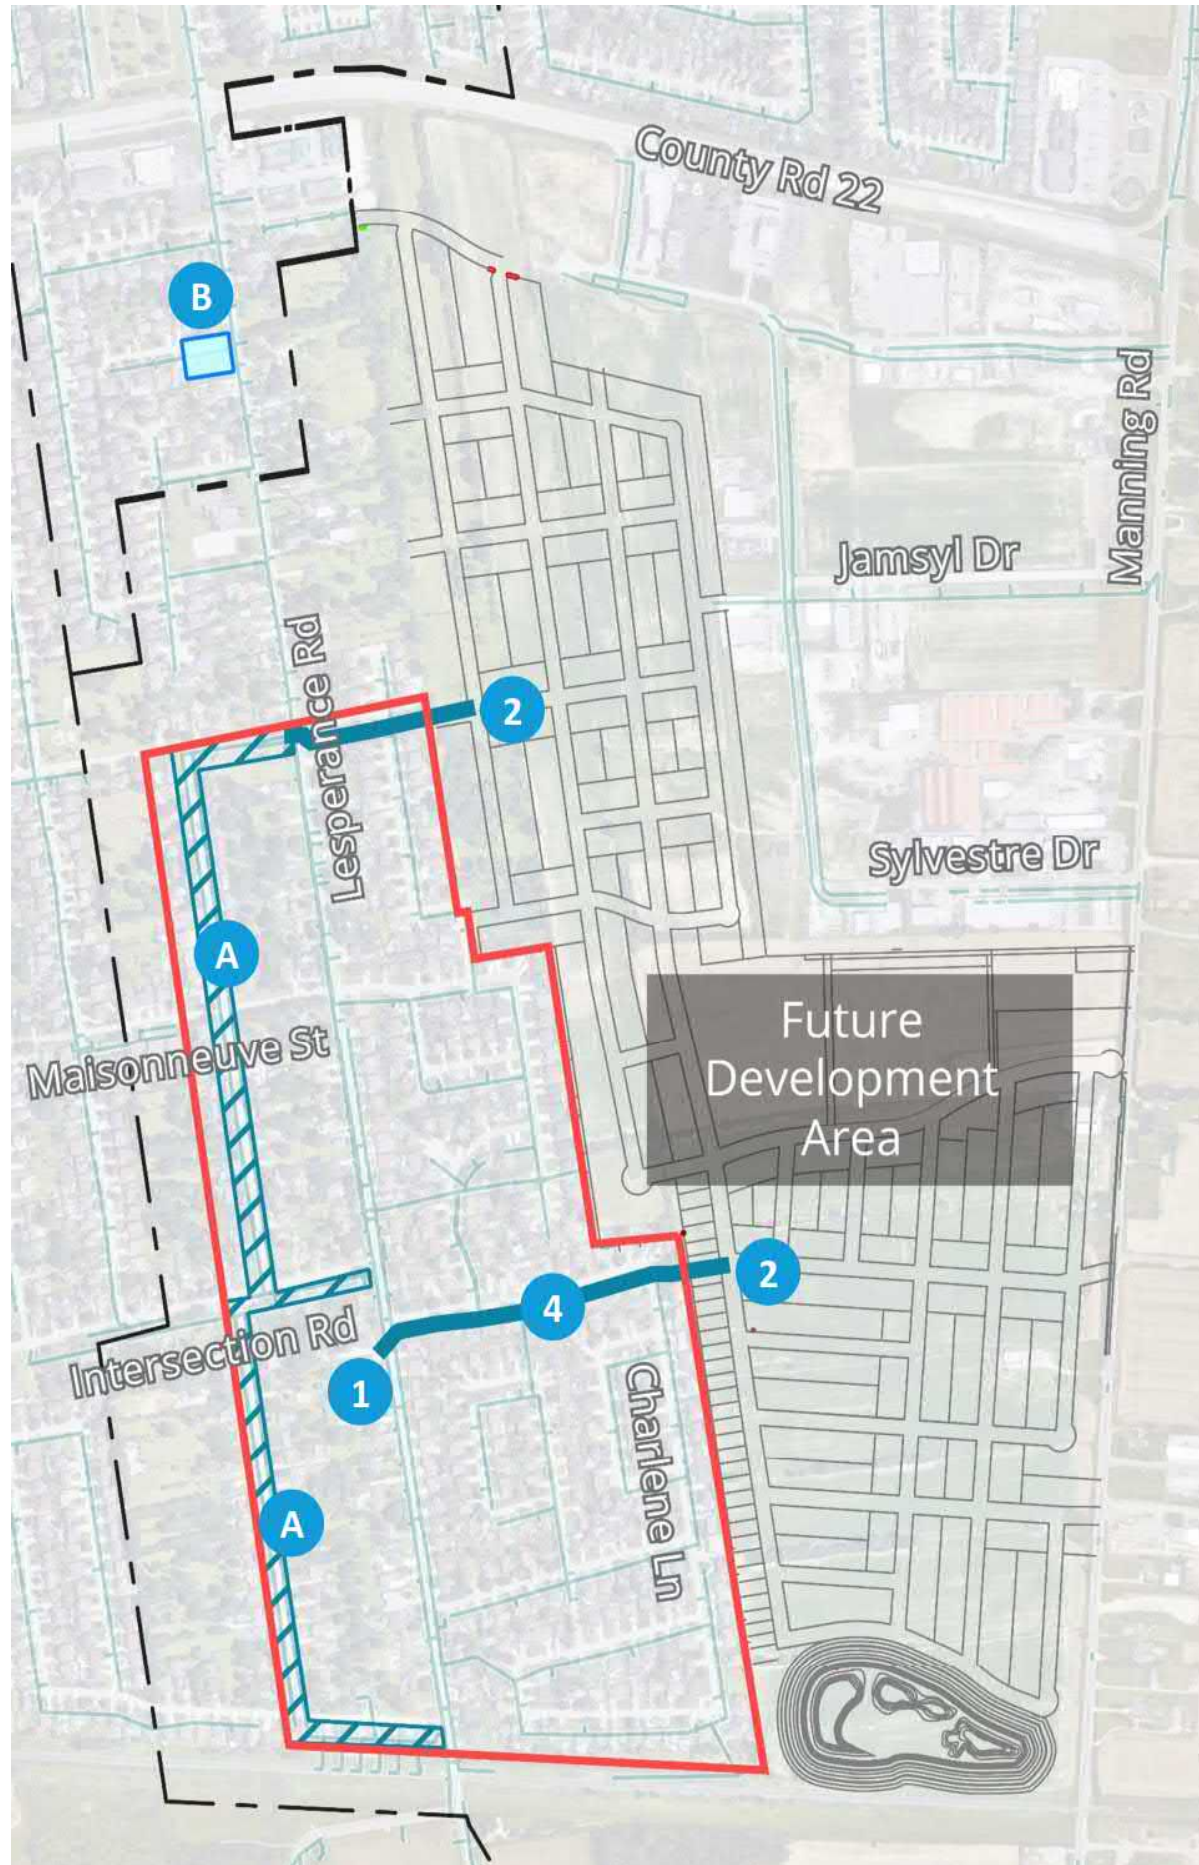 County Rd 22
B
Manning Rd
Jamsyl Dr
Lesperance Rd
2
Sylvestre Dr
A
Future
Development
Area
Maisonneuve St
2
4
Intersection Rd
1
Charlene Ln
A